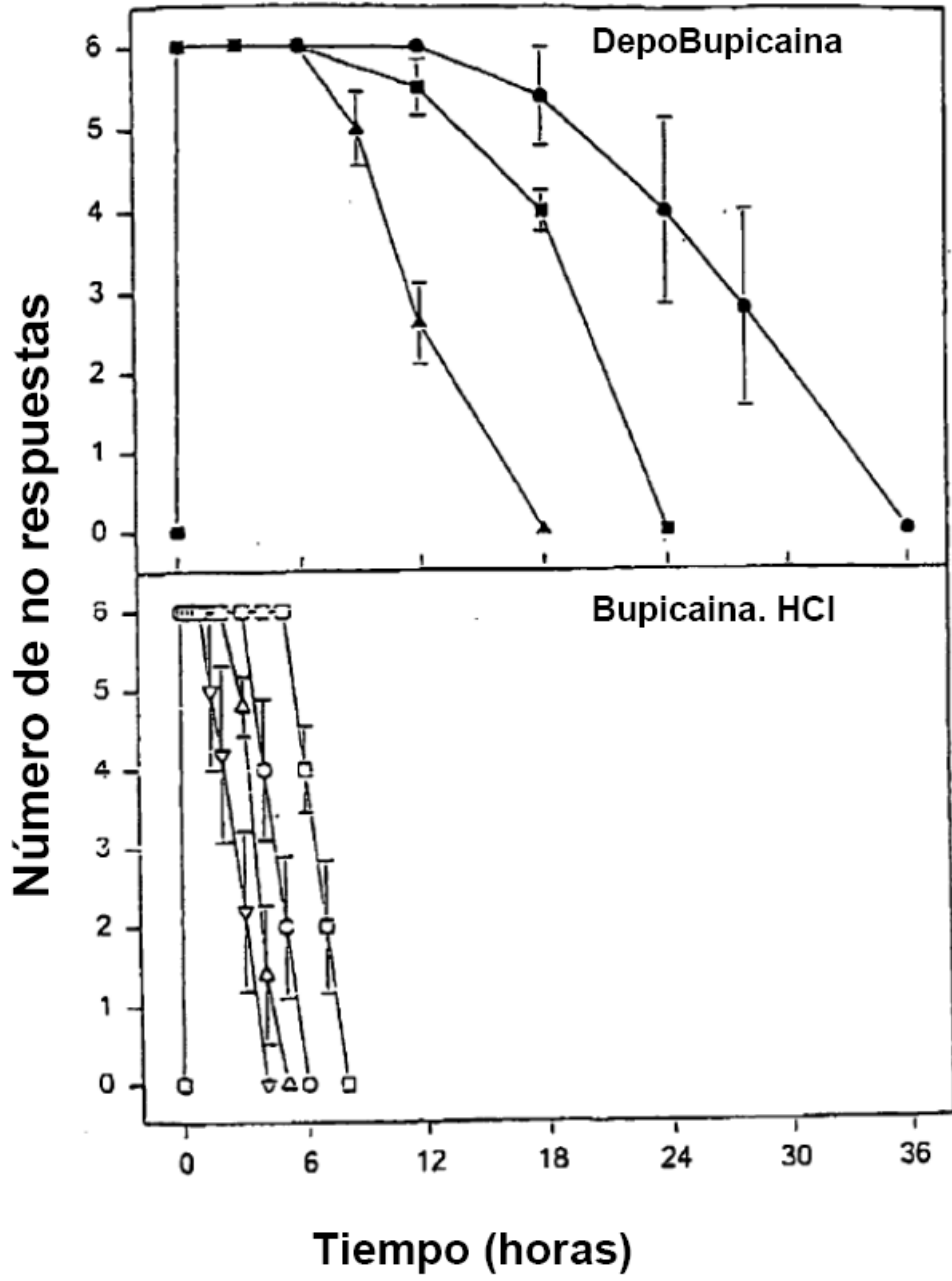 DepoBupicaina
6
5
4
3
2
1
0
Número de no respuestas
Bupicaina. HCl
6
5
4
3
2
1
0
0 6 12 18 24 30 36
Tiempo (horas)